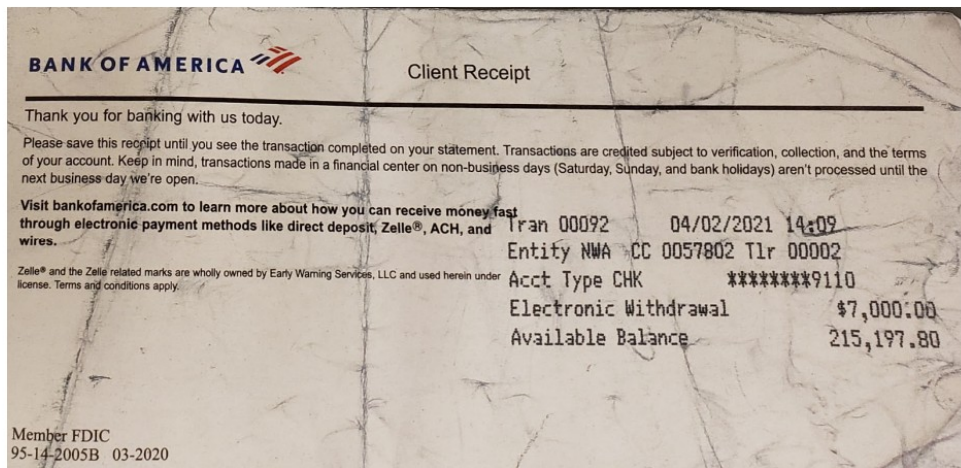 BANK OF AMERICA
Client Receipt
Thank you for banking with us today.
Please save this receipt until you see the transaction completed on your statement. Transactions are credited subject to verification, collection, and the terms
of your account. Keep in mind, transactions made in a financial center on non-business days (Saturday, Sunday, and bank holidays) aren't processed until the
next business day we're open.
Visit bankofamerica.com to learn more about how you can receive money fast
through electronic payment methods like direct deposit, Zelle®, ACH, and
wires.
Zelle® and the Zelle related marks are wholly owned by Early Warning Services, LLC and used herein under
license. Terms and conditions apply.
Tran 00092 04/02/2021 14:09
Entity NWA CC 0057802 Tlr 00002
Acct Type CHK ********9110
Electronic Withdrawal $7,000.00
Available Balance 215,197.80
Member FDIC
95-14-2005B 03-2020